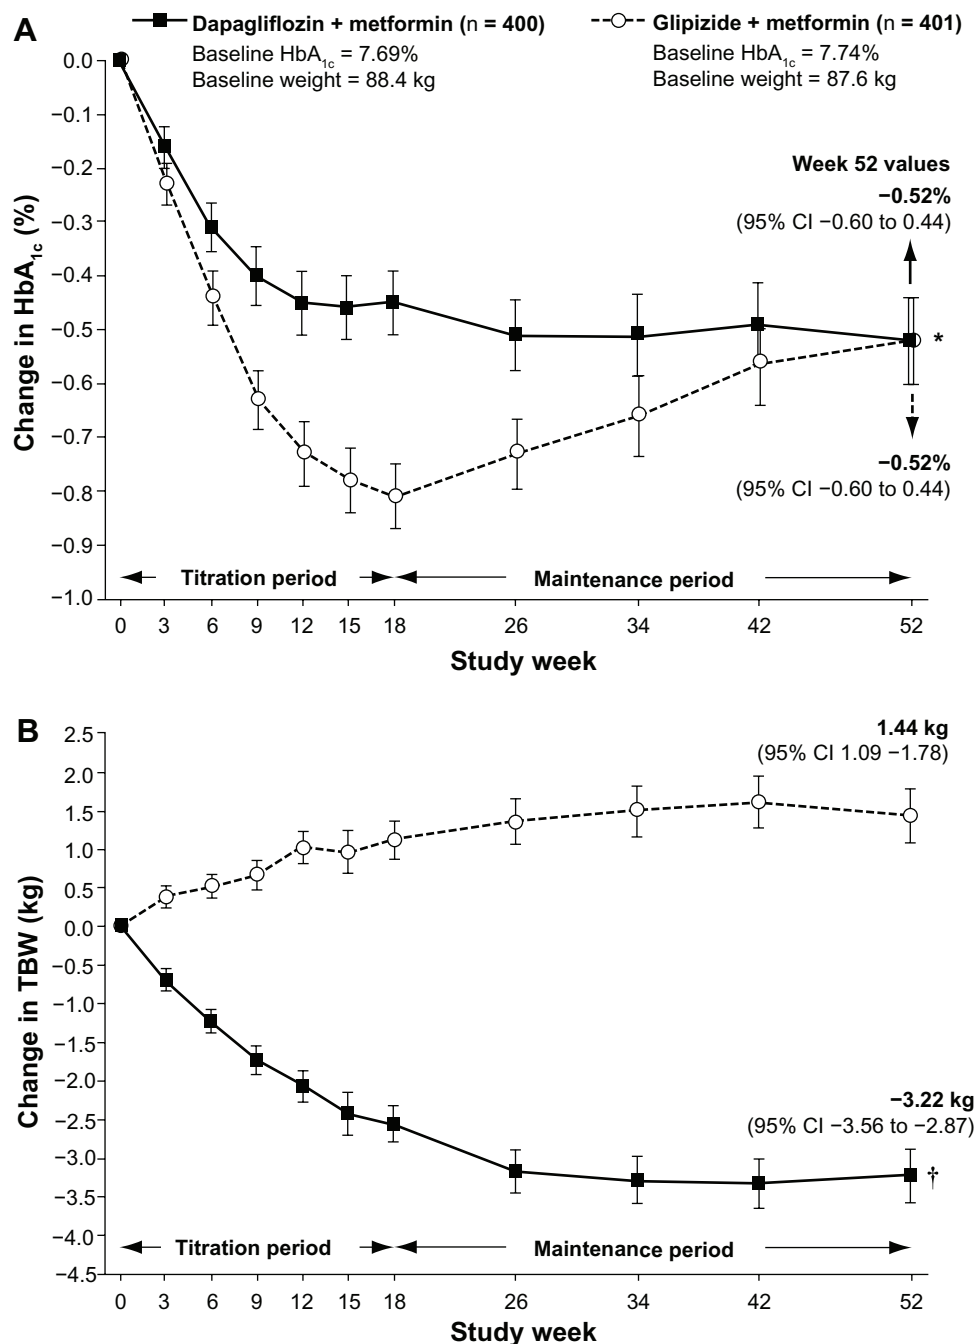 A
Dapagliflozin + metformin (n = 400)
Baseline HbA1c = 7.69%
Baseline weight = 88.4 kg
Glipizide + metformin (n = 401)
Baseline HbA1c = 7.74%
Baseline weight = 87.6 kg
Change in HbA1c (%)
0.0
−0.1
−0.2
−0.3
−0.4
−0.5
−0.6
−0.7
−0.8
−0.9
−1.0
Week 52 values
−0.52%
(95% CI −0.60 to 0.44)
*
−0.52%
(95% CI −0.60 to 0.44)
Titration period
Maintenance period
0 3 6 9 12 15 18 26 34 42 52
Study week
B
Change in TBW (kg)
2.5
2.0
1.5
1.0
0.5
0.0
−0.5
−1.0
−1.5
−2.0
−2.5
−3.0
−3.5
−4.0
−4.5
1.44 kg
(95% CI 1.09 −1.78)
−3.22 kg
(95% CI −3.56 to −2.87)
†
Titration period
Maintenance period
0 3 6 9 12 15 18 26 34 42 52
Study week